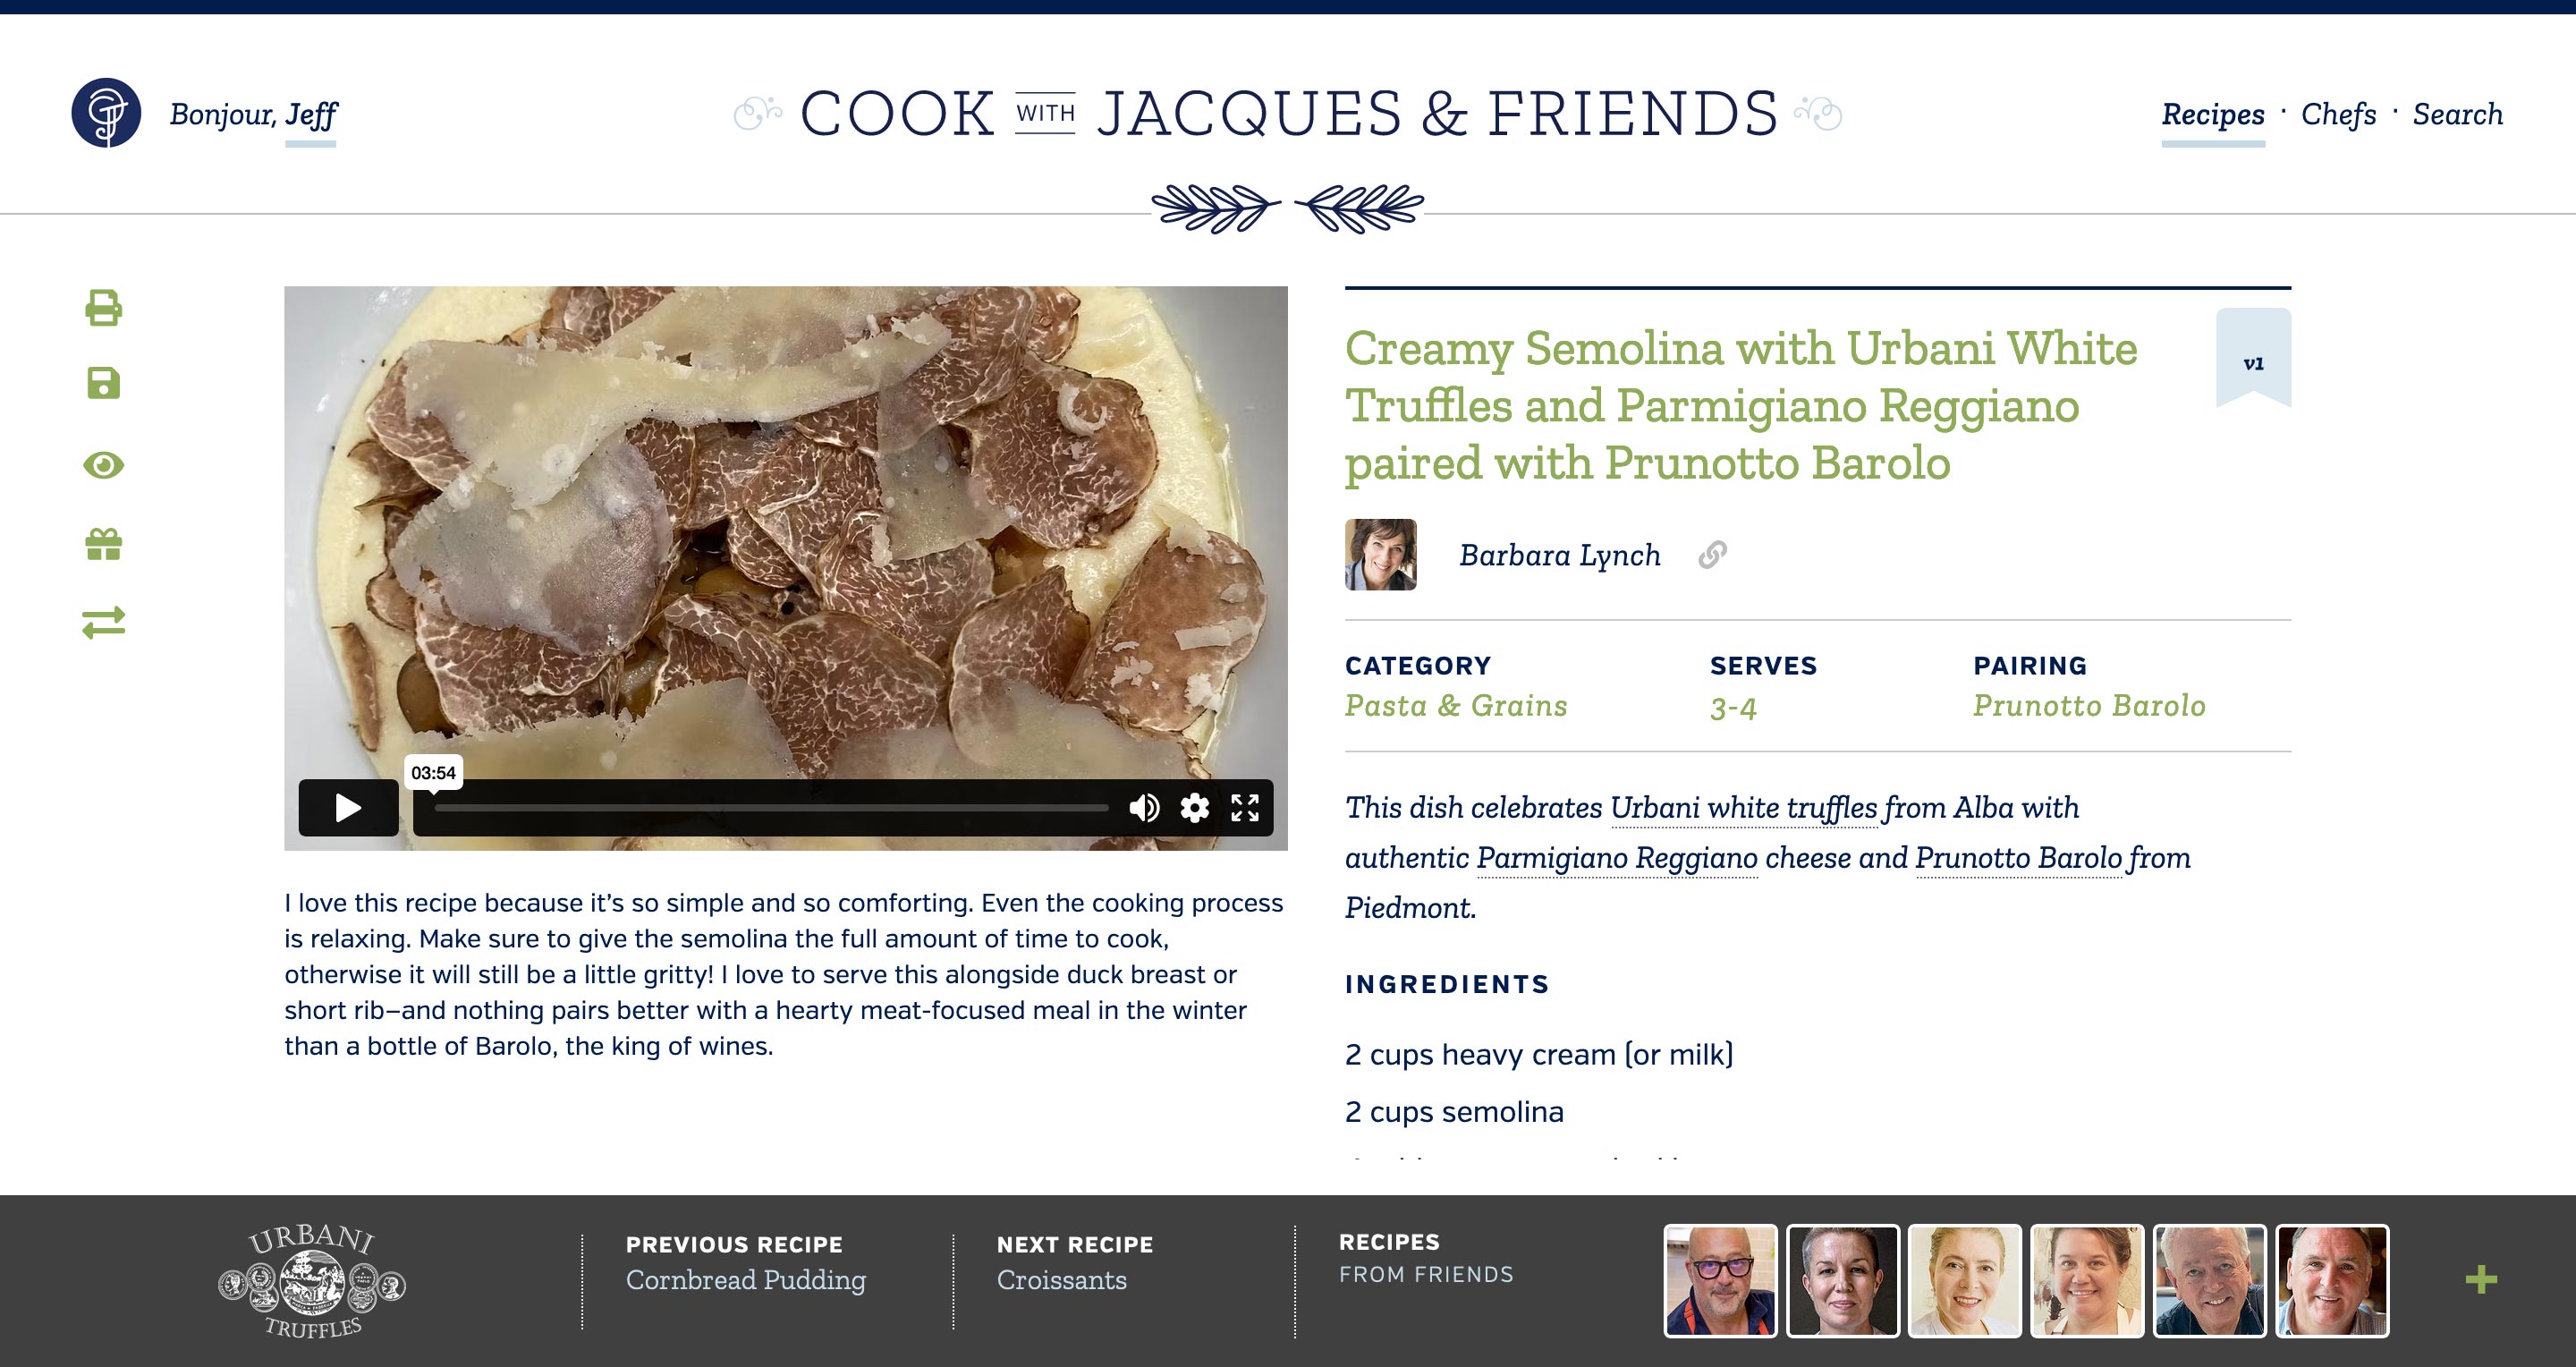 Bonjour, Jeff
COOK WITH JACQUES & FRIENDS
Recipes · Chefs · Search
Creamy Semolina with Urbani White
Truffles and Parmigiano Reggiano
paired with Prunotto Barolo
v1
Barbara Lynch
CATEGORY
Pasta & Grains
SERVES
3-4
PAIRING
Prunotto Barolo
This dish celebrates Urbani white truffles from Alba with
authentic Parmigiano Reggiano cheese and Prunotto Barolo from
Piedmont.
INGREDIENTS
2 cups heavy cream (or milk)
2 cups semolina
03:54
I love this recipe because it’s so simple and so comforting. Even the cooking process
is relaxing. Make sure to give the semolina the full amount of time to cook,
otherwise it will still be a little gritty! I love to serve this alongside duck breast or
short rib—and nothing pairs better with a hearty meat-focused meal in the winter
than a bottle of Barolo, the king of wines.
URBANI
TRUFFLES
PREVIOUS RECIPE
Cornbread Pudding
NEXT RECIPE
Croissants
RECIPES
FROM FRIENDS